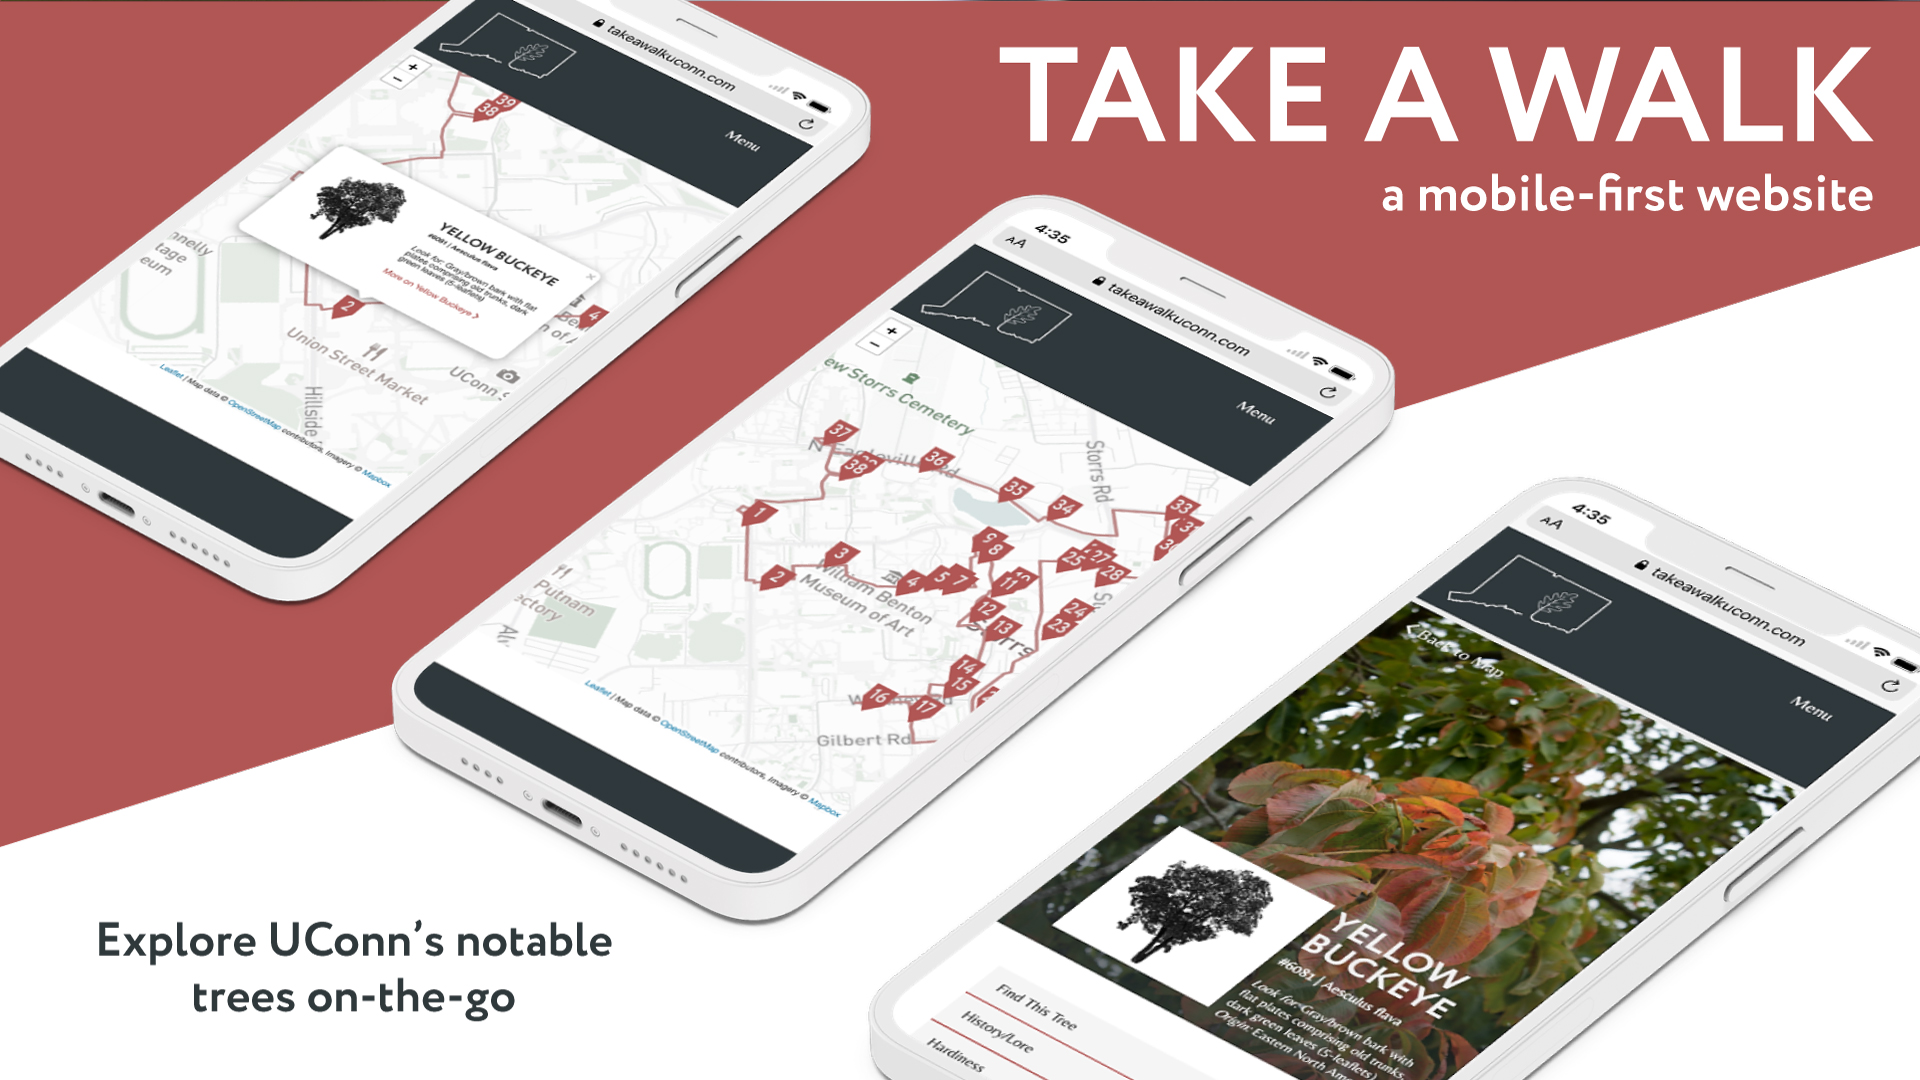 TAKE A WALK
a mobile-first website
takeawalkuconn.com
Menu
+
−
39
38
YELLOW BUCKEYE
#6081 | Aesculus flava
Look for: Gray/brown bark with flat
plates comprising old trunks, dark
green leaves (5-leaflets)
More on Yellow Buckeye
2
4
Union Street Market
UConn
Hillside
Leaflet | Map data © OpenStreetMap contributors, Imagery © Mapbox
4:35
AA
takeawalkuconn.com
Menu
+
−
ew Storrs Cemetery
Storrs Rd
37
38
36
35
34
33
1
2
3
4
5
7
9
8
11
12
13
14
15
16
17
25
27
28
24
23
William Benton
Museum of Art
Putnam
Gilbert Rd
Leaflet | Map data © OpenStreetMap contributors, Imagery © Mapbox
4:35
AA
takeawalkuconn.com
Menu
Back to Map
YELLOW
BUCKEYE
#6081 | Aesculus flava
Look for: Gray/brown bark with
flat plates comprising old trunks,
dark green leaves (5-leaflets)
Origin: Eastern North
Find This Tree
History/Lore
Hardiness
Explore UConn’s notable
trees on-the-go